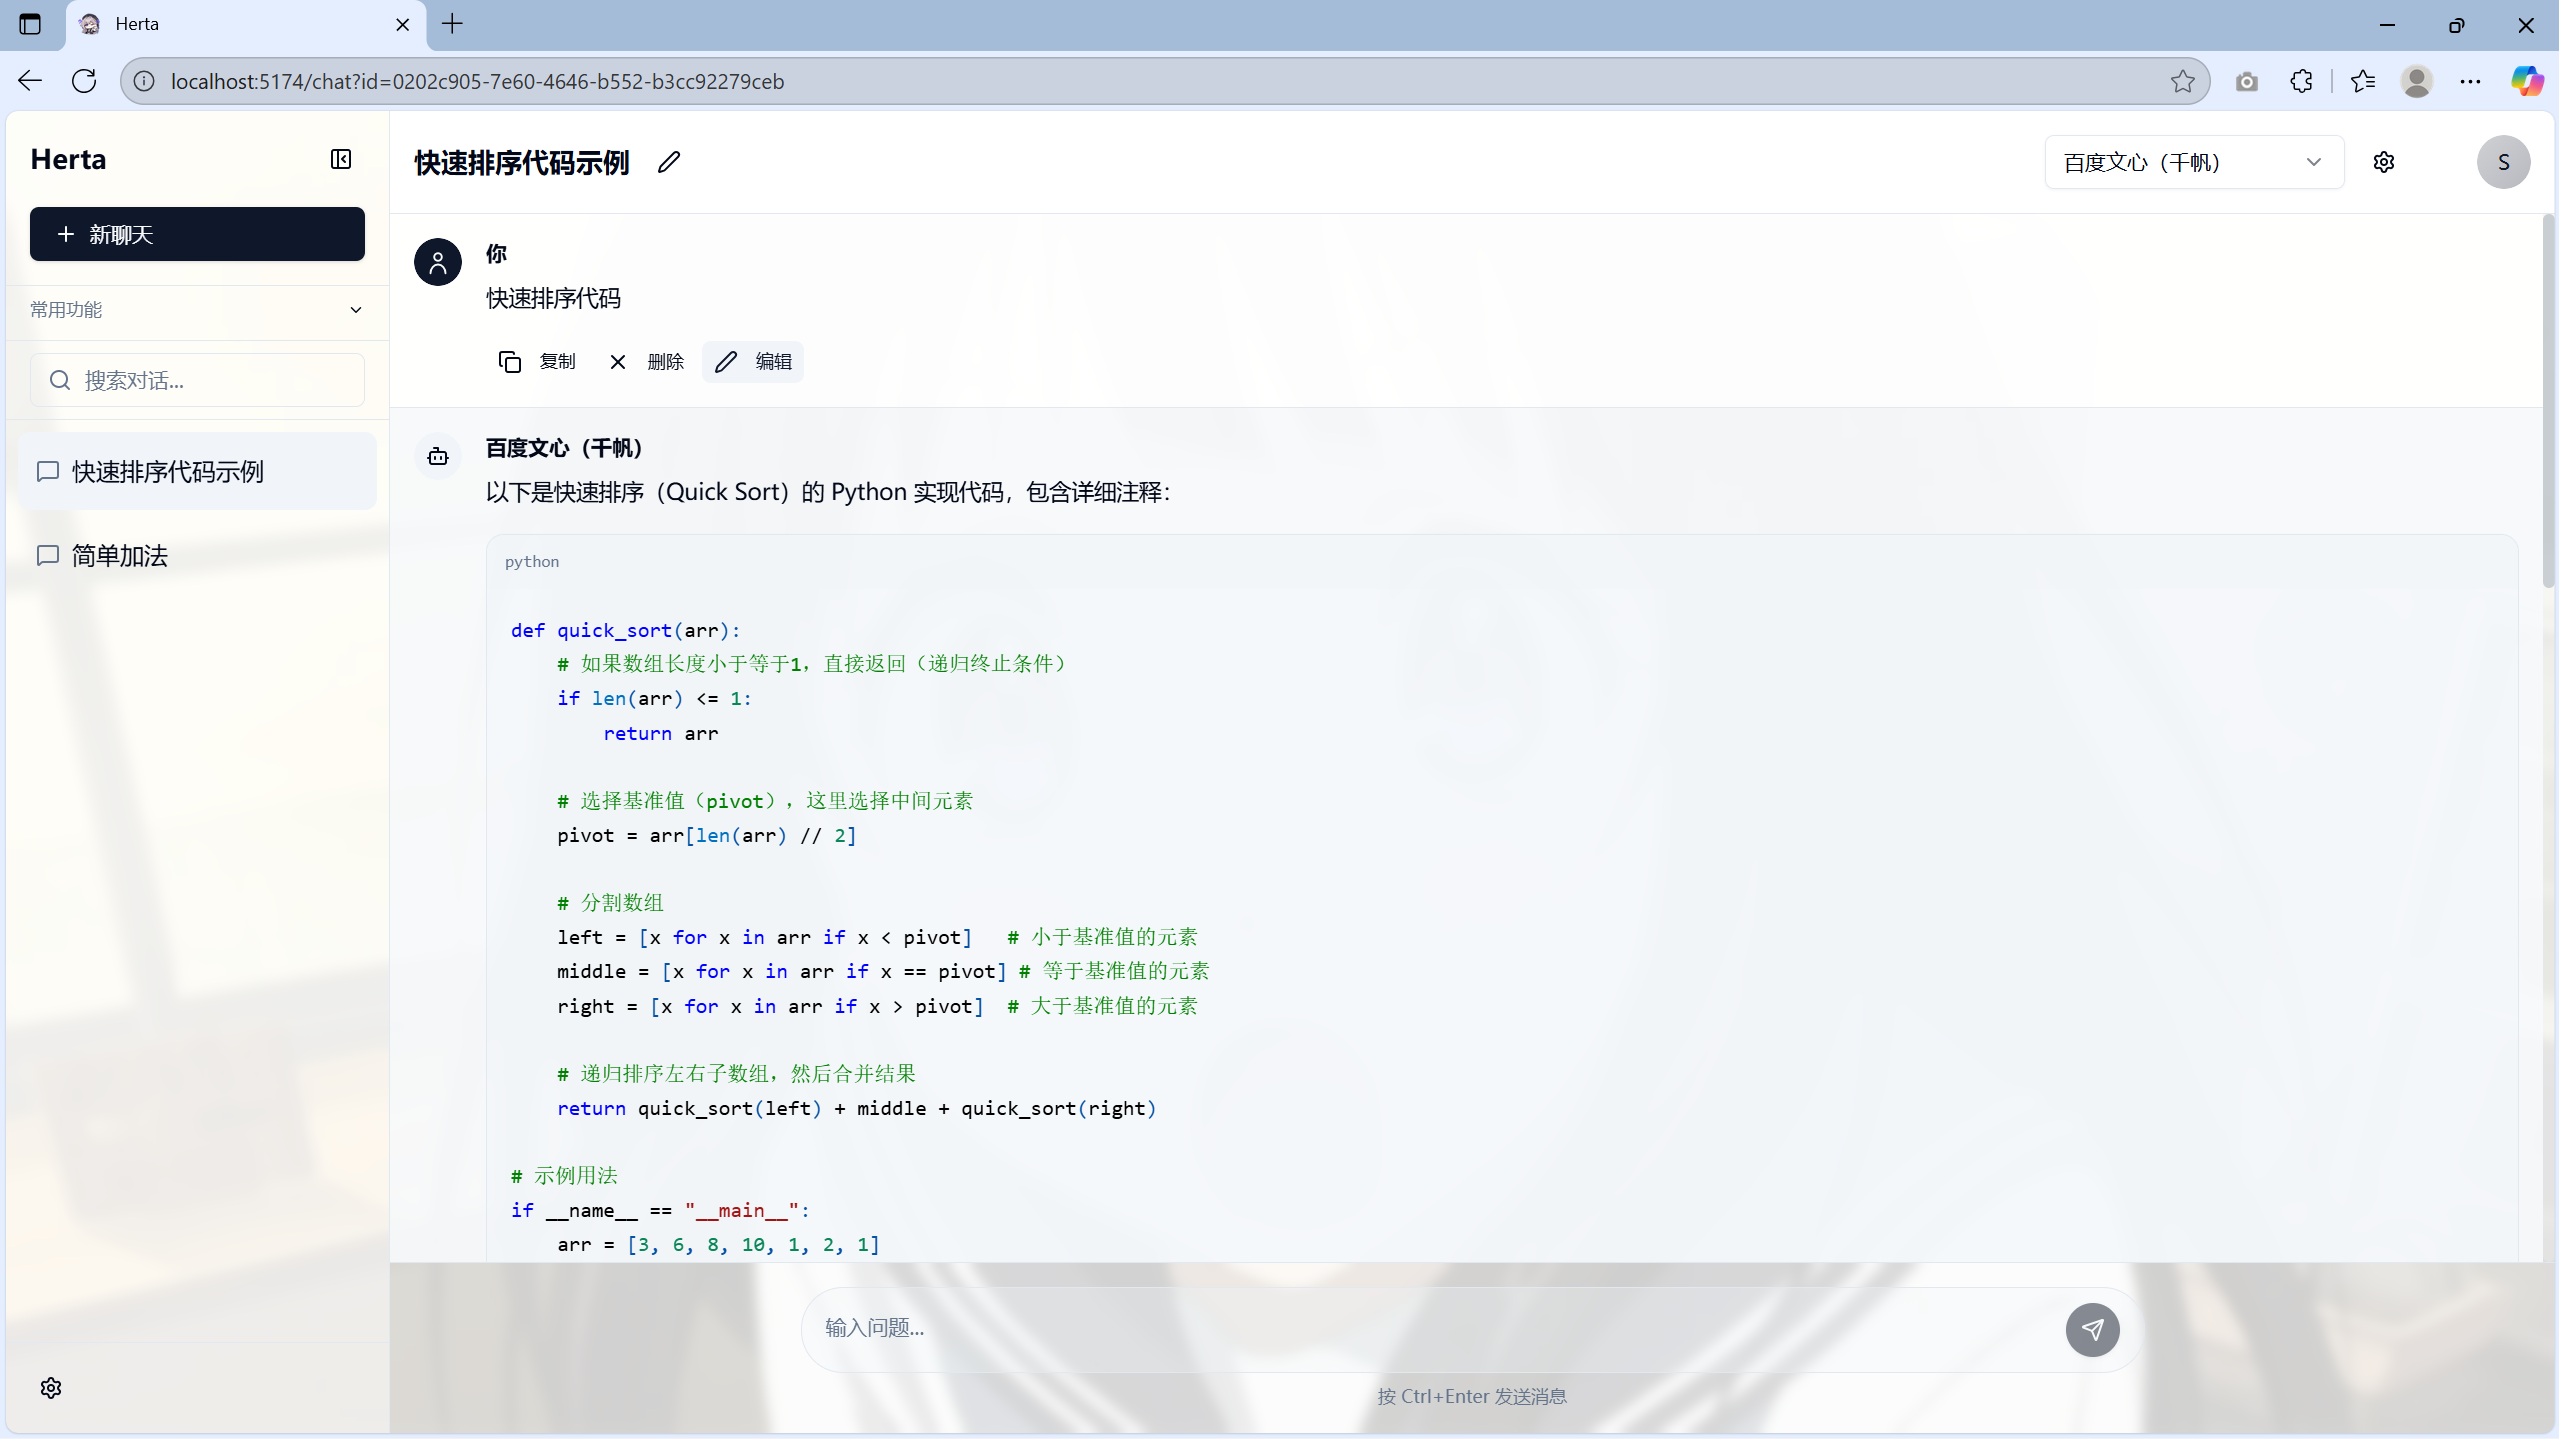 Herta
localhost:5174/chat?id=0202c905-7e60-4646-b552-b3cc92279ceb
Herta
新聊天
常用功能
搜索对话...
快速排序代码示例
简单加法
快速排序代码示例
百度文心（千帆）
S
你
快速排序代码
复制 删除 编辑
百度文心（千帆）
以下是快速排序（Quick Sort）的 Python 实现代码，包含详细注释：
python
def quick_sort(arr):
    # 如果数组长度小于等于1，直接返回（递归终止条件）
    if len(arr) <= 1:
        return arr
    # 选择基准值（pivot），这里选择中间元素
    pivot = arr[len(arr) // 2]
    # 分割数组
    left = [x for x in arr if x < pivot]   # 小于基准值的元素
    middle = [x for x in arr if x == pivot] # 等于基准值的元素
    right = [x for x in arr if x > pivot]  # 大于基准值的元素
    # 递归排序左右子数组，然后合并结果
    return quick_sort(left) + middle + quick_sort(right)
# 示例用法
if __name__ == "__main__":
    arr = [3, 6, 8, 10, 1, 2, 1]
输入问题...
按 Ctrl+Enter 发送消息